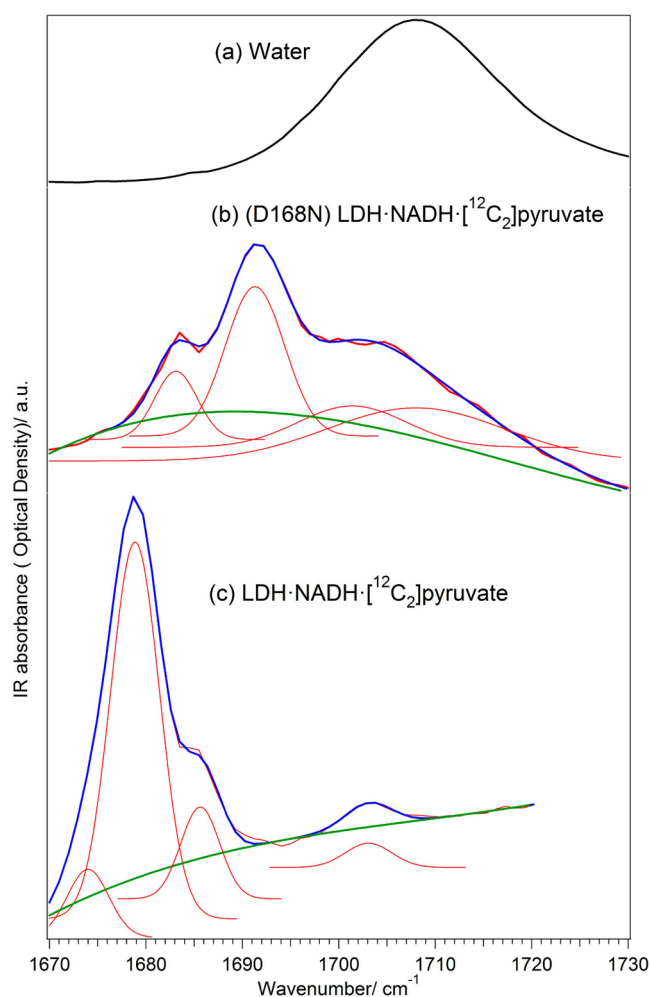 (a) Water
(b) (D168N) LDH·NADH·[¹²C₂]pyruvate
(c) LDH·NADH·[¹²C₂]pyruvate
IR absorbance ( Optical Density)/ a.u.
1670 1680 1690 1700 1710 1720 1730
Wavenumber/ cm⁻¹